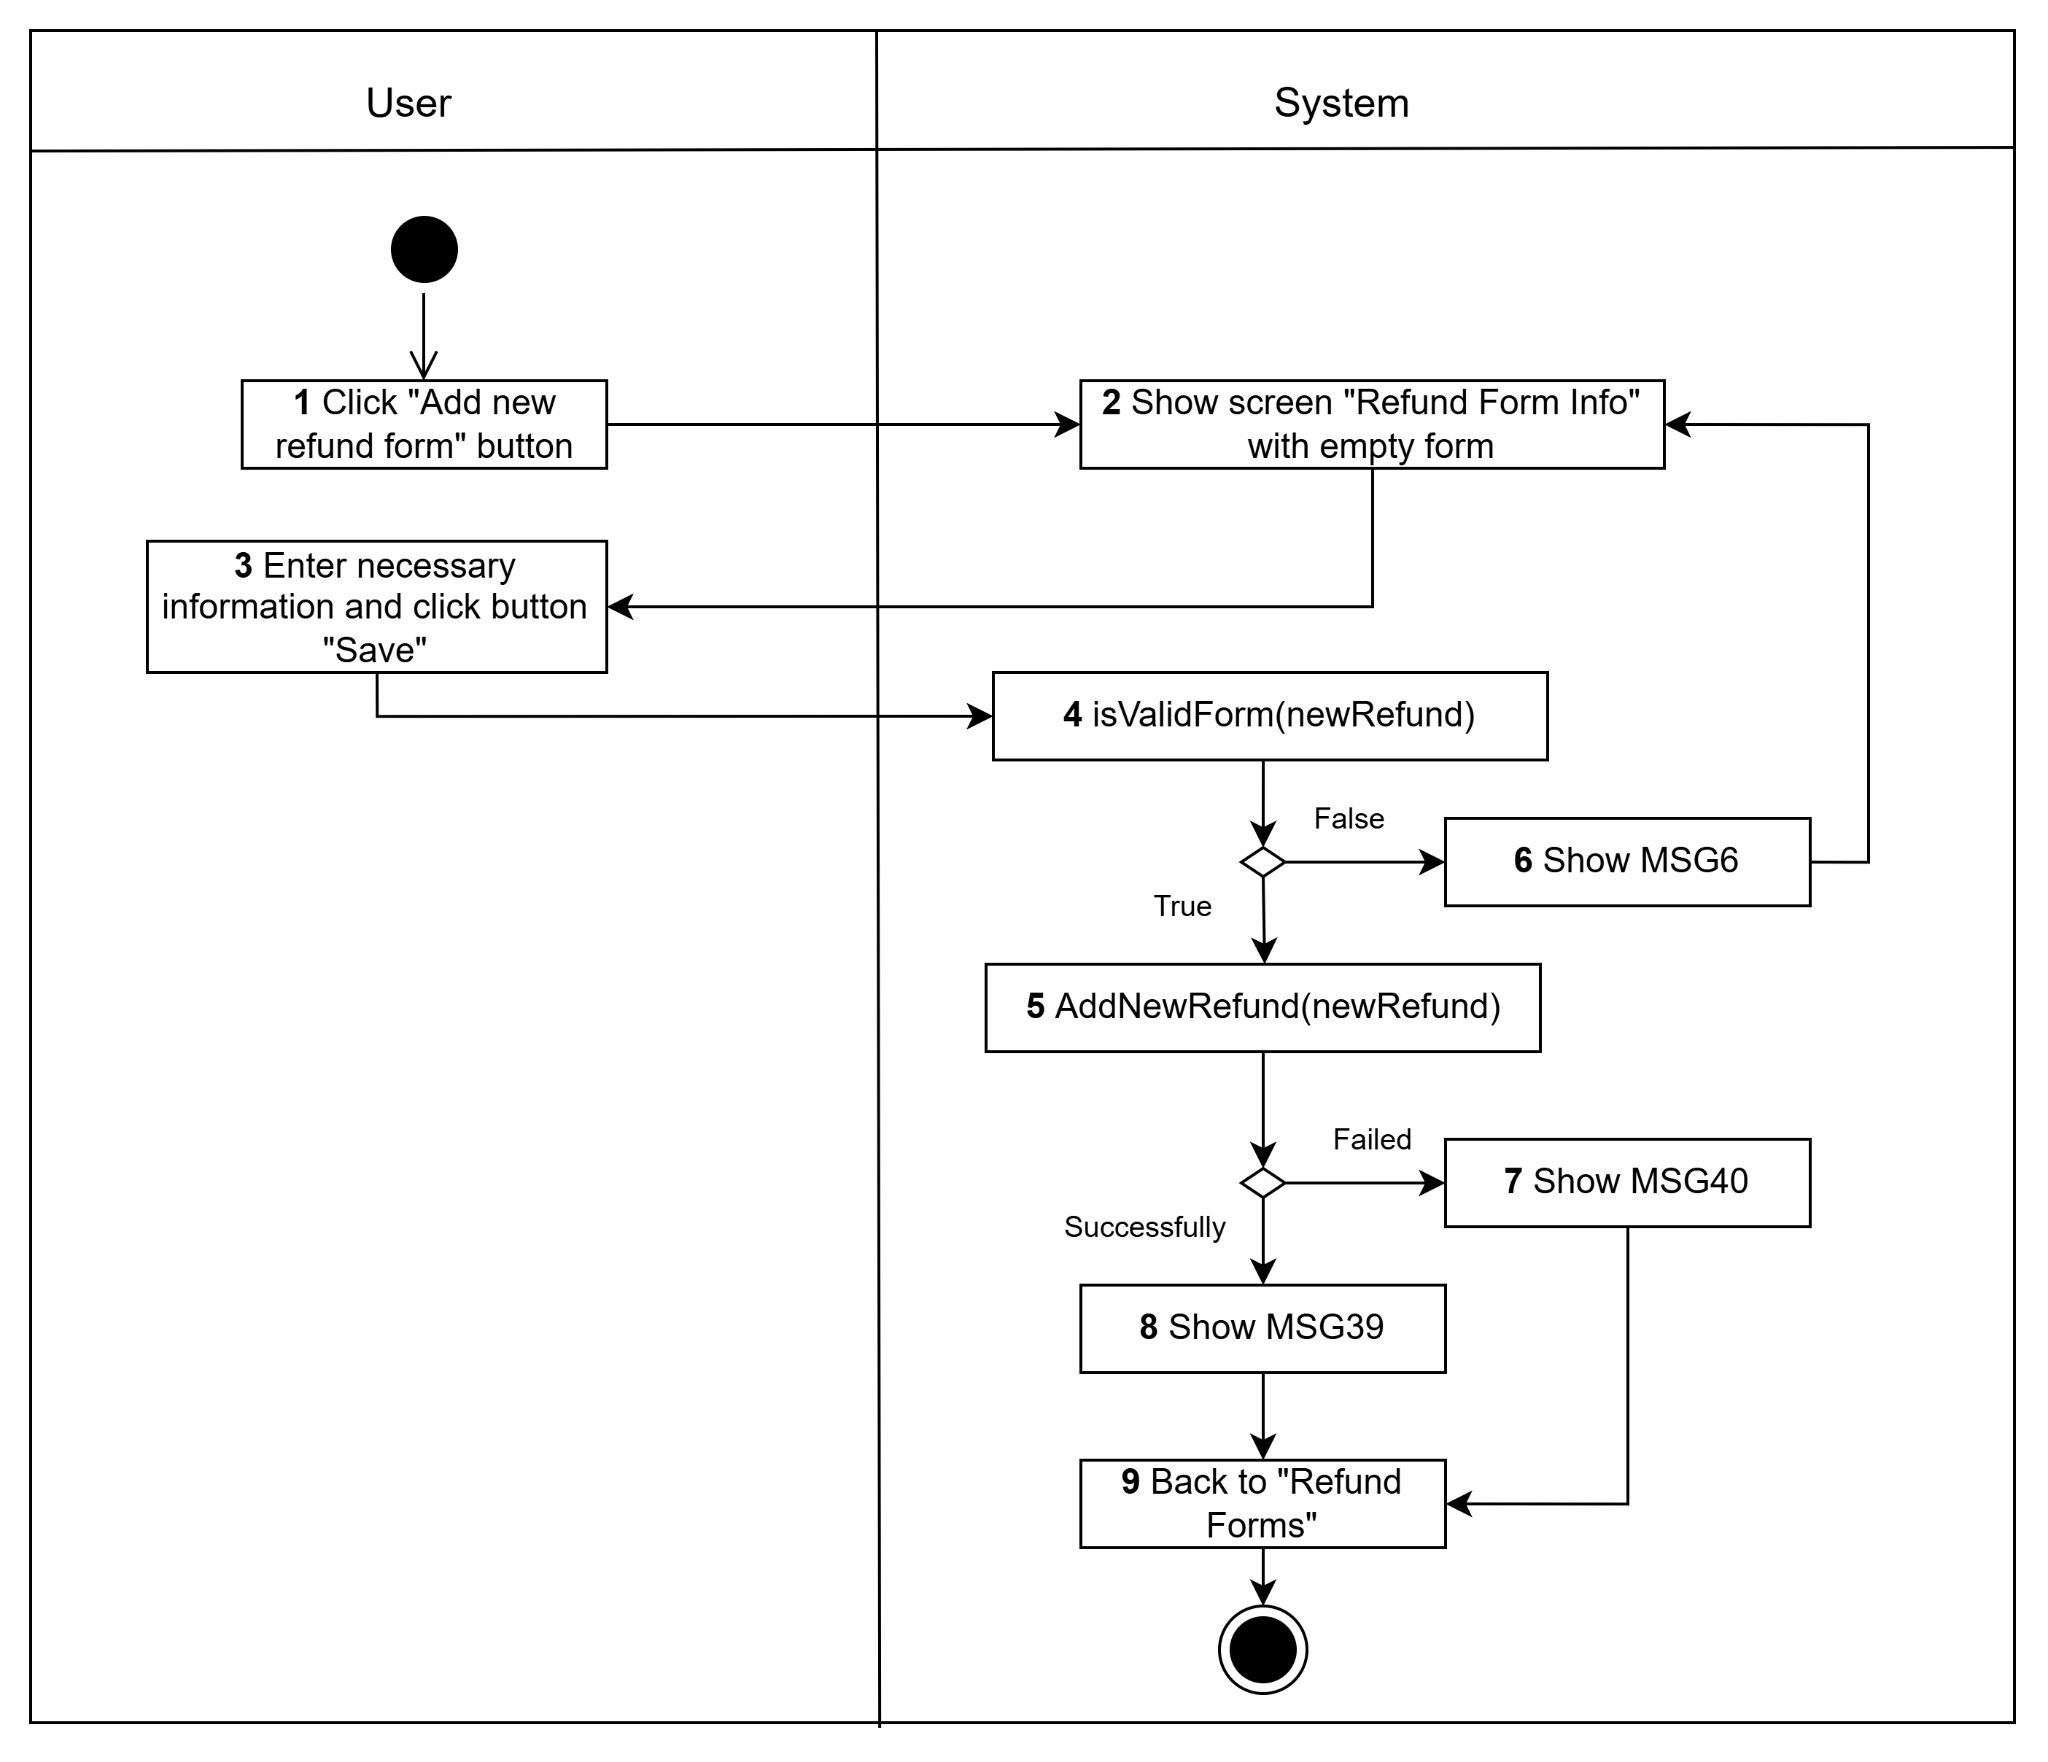 User
System
1 Click "Add new
refund form" button
2 Show screen "Refund Form Info"
with empty form
3 Enter necessary
information and click button
"Save"
4 isValidForm(newRefund)
False
6 Show MSG6
True
5 AddNewRefund(newRefund)
Failed
7 Show MSG40
Successfully
8 Show MSG39
9 Back to "Refund
Forms"